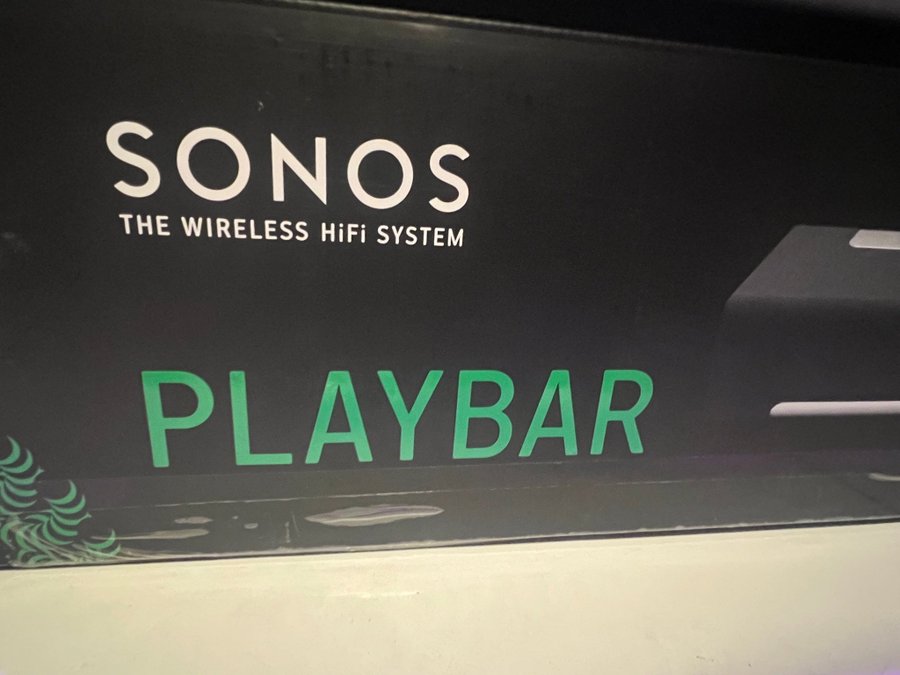 SONOS
THE WIRELESS HiFi SYSTEM
PLAYBAR